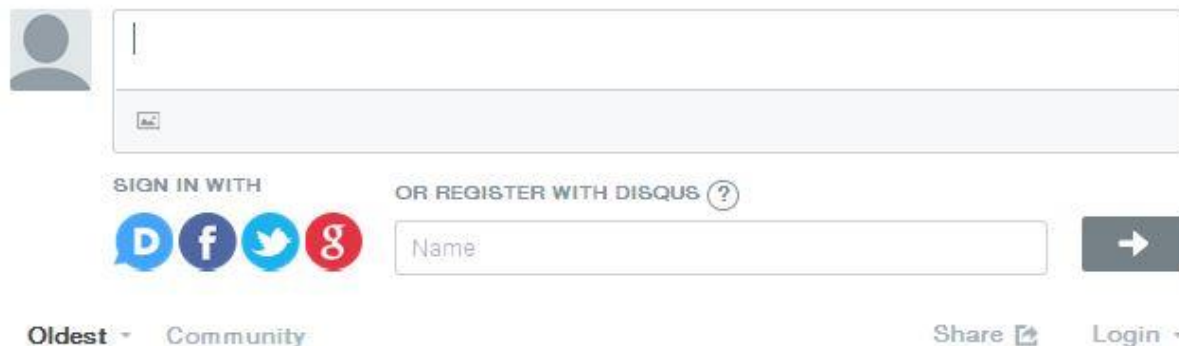 SIGN IN WITH
OR REGISTER WITH DISQUS ?
D f g
Name
Oldest Community Share Login